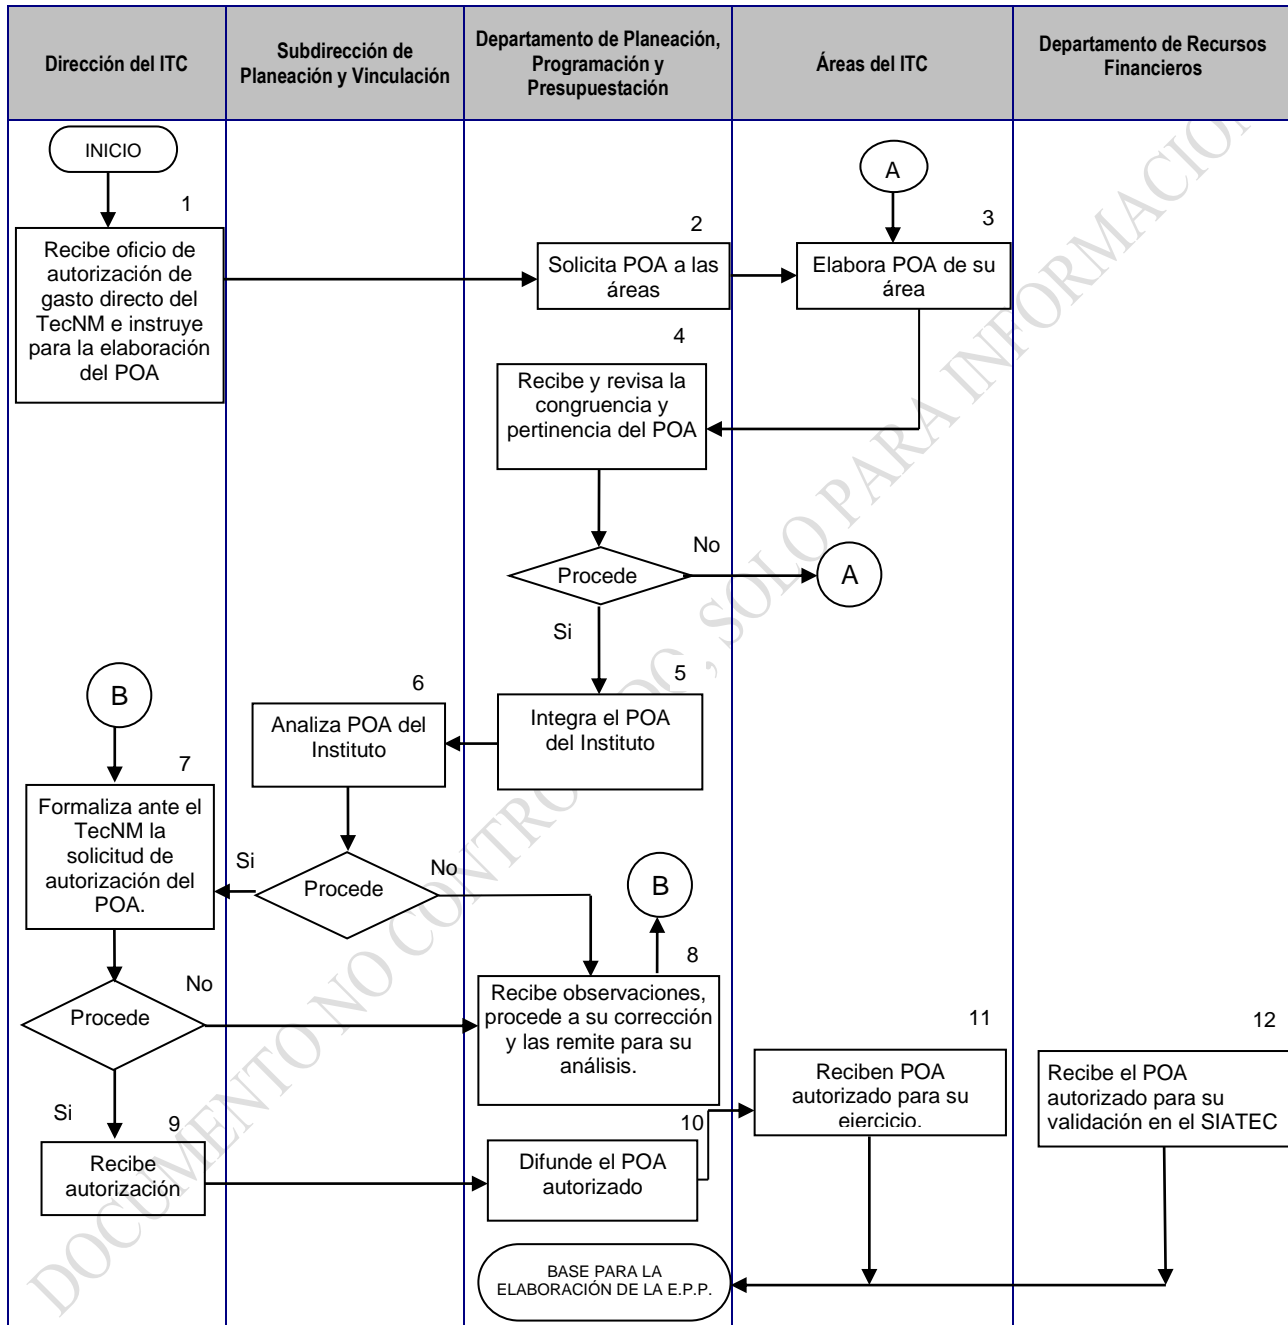 Dirección del ITC
Subdirección de
Planeación y Vinculación
Departamento de Planeación,
Programación y
Presupuestación
Áreas del ITC
Departamento de Recursos
Financieros
INICIO
A
1
2
3
Recibe oficio de
autorización de
gasto directo del
TecNM e instruye
para la elaboración
del POA
Solicita POA a las
áreas
Elabora POA de su
área
4
Recibe y revisa la
congruencia y
pertinencia del POA
No
Procede
A
Si
B
6
5
Analiza POA del
Instituto
Integra el POA
del Instituto
7
Formaliza ante el
TecNM la
solicitud de
autorización del
POA.
Si
Procede
No
B
8
No
Procede
Recibe observaciones,
procede a su corrección
y las remite para su
análisis.
11
12
Reciben POA
autorizado para su
ejercicio.
Recibe el POA
autorizado para su
validación en el SIATEC
Si
9
10
Recibe
autorización
Difunde el POA
autorizado
BASE PARA LA
ELABORACIÓN DE LA E.P.P.
DOCUMENTO NO CONTROLADO, SOLO PARA INFORMACION